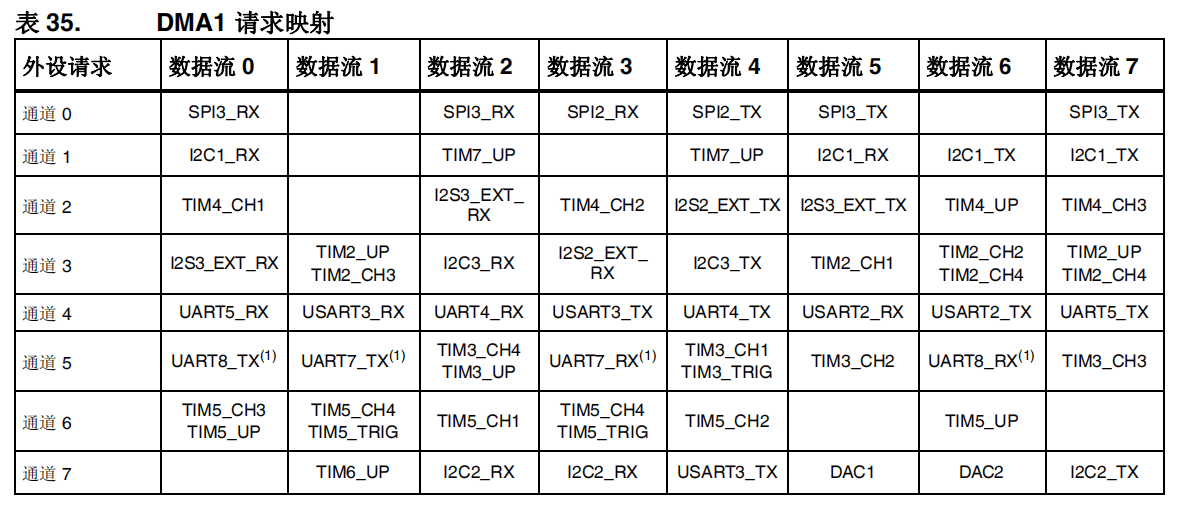 表 35. DMA1 请求映射
外设请求 数据流 0 数据流 1 数据流 2 数据流 3 数据流 4 数据流 5 数据流 6 数据流 7
通道 0 SPI3_RX SPI3_RX SPI2_RX SPI2_TX SPI3_TX SPI3_TX
通道 1 I2C1_RX TIM7_UP TIM7_UP I2C1_RX I2C1_TX I2C1_TX
通道 2 TIM4_CH1 I2S3_EXT_
RX TIM4_CH2 I2S2_EXT_TX I2S3_EXT_TX TIM4_UP TIM4_CH3
通道 3 I2S3_EXT_RX TIM2_UP
TIM2_CH3 I2C3_RX I2S2_EXT_
RX I2C3_TX TIM2_CH1 TIM2_CH2
TIM2_CH4 TIM2_UP
TIM2_CH4
通道 4 UART5_RX USART3_RX UART4_RX USART3_TX UART4_TX USART2_RX USART2_TX UART5_TX
通道 5 UART8_TX(1) UART7_TX(1) TIM3_CH4
TIM3_UP UART7_RX(1) TIM3_CH1
TIM3_TRIG TIM3_CH2 UART8_RX(1) TIM3_CH3
通道 6 TIM5_CH3
TIM5_UP TIM5_CH4
TIM5_TRIG TIM5_CH1 TIM5_CH4
TIM5_TRIG TIM5_CH2 TIM5_UP
通道 7 TIM6_UP I2C2_RX I2C2_RX USART3_TX DAC1 DAC2 I2C2_TX